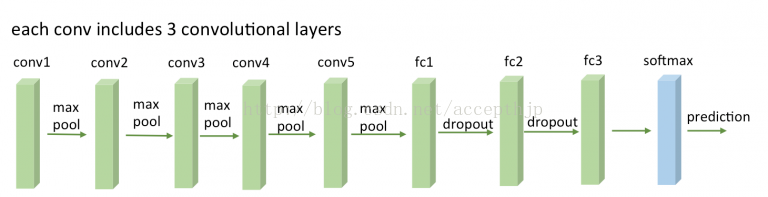 each conv includes 3 convolutional layers
conv1 conv2 conv3 conv4 conv5 fc1 fc2 fc3 softmax
max pool
max pool
max pool
max pool
max pool
dropout
dropout
prediction